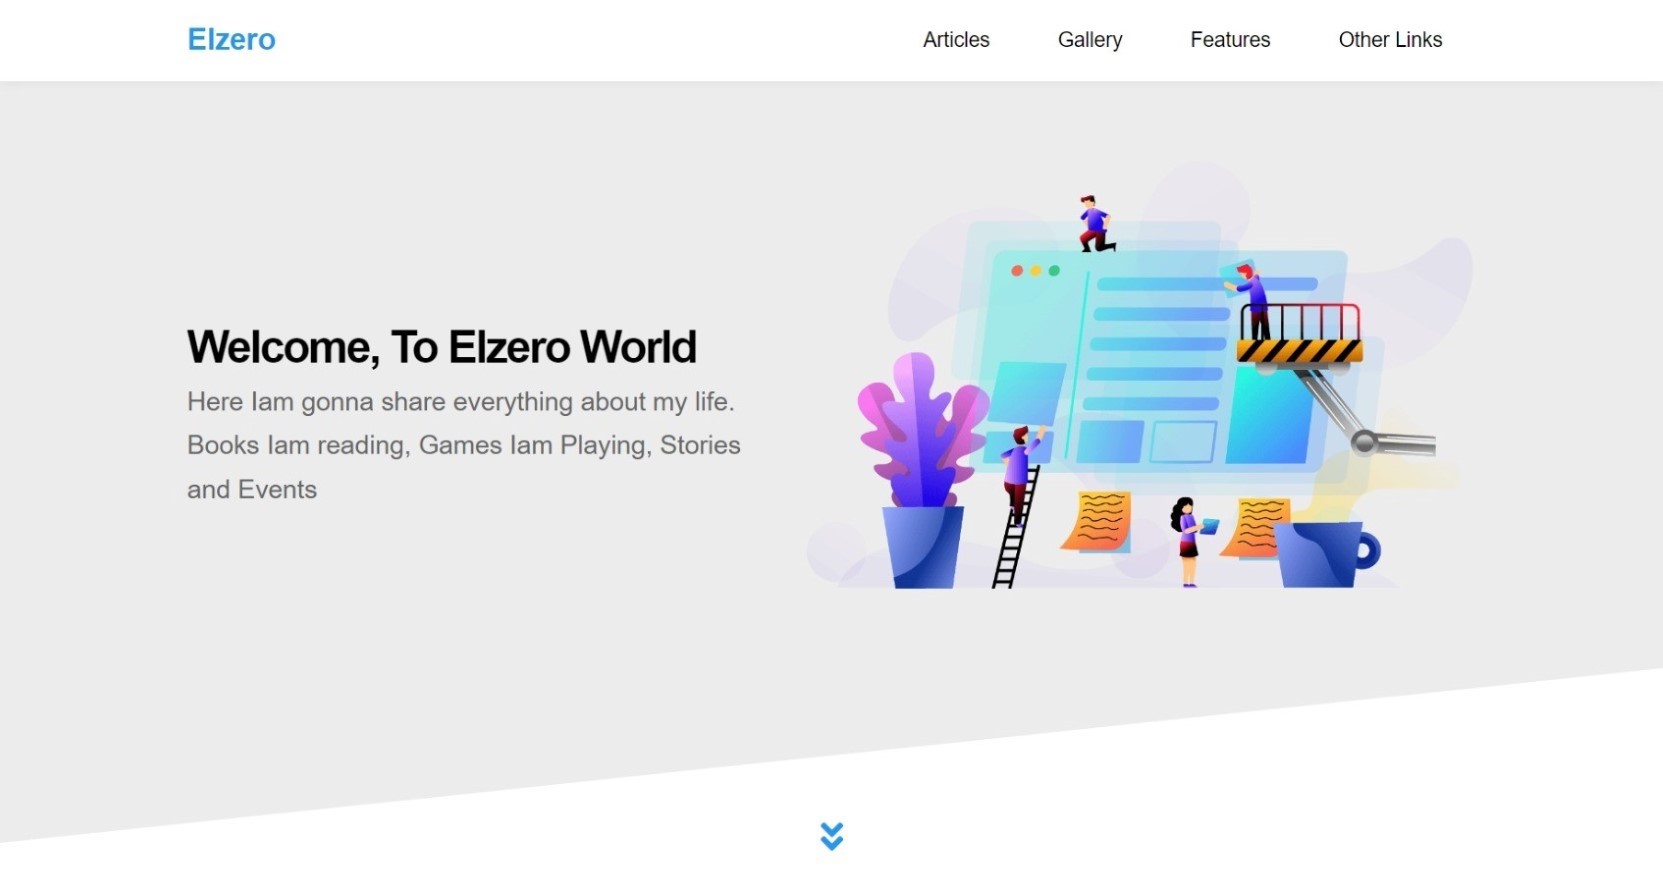 Elzero
Articles
Gallery
Features
Other Links
Welcome, To Elzero World
Here Iam gonna share everything about my life.
Books Iam reading, Games Iam Playing, Stories
and Events